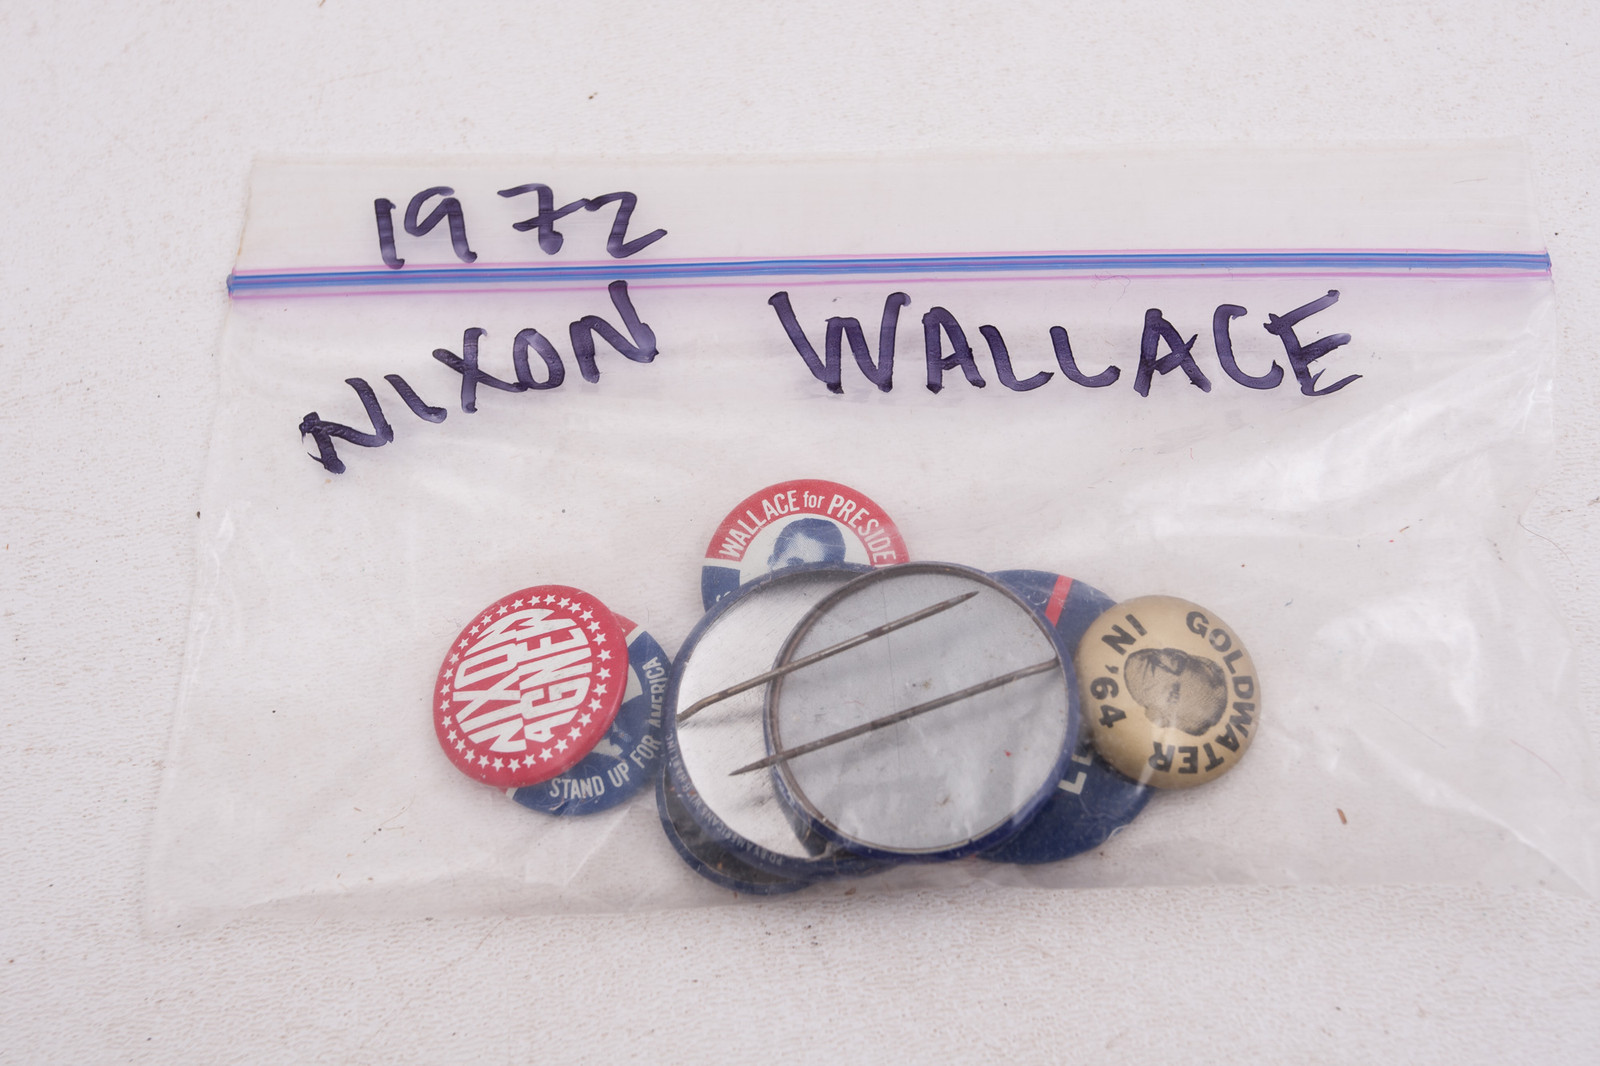 1972
NIXON WALLACE
WALLACE for PRESIDE
NIXON
AGNEW
STAND UP FOR AMERICA
GOLDWATER
IN '64